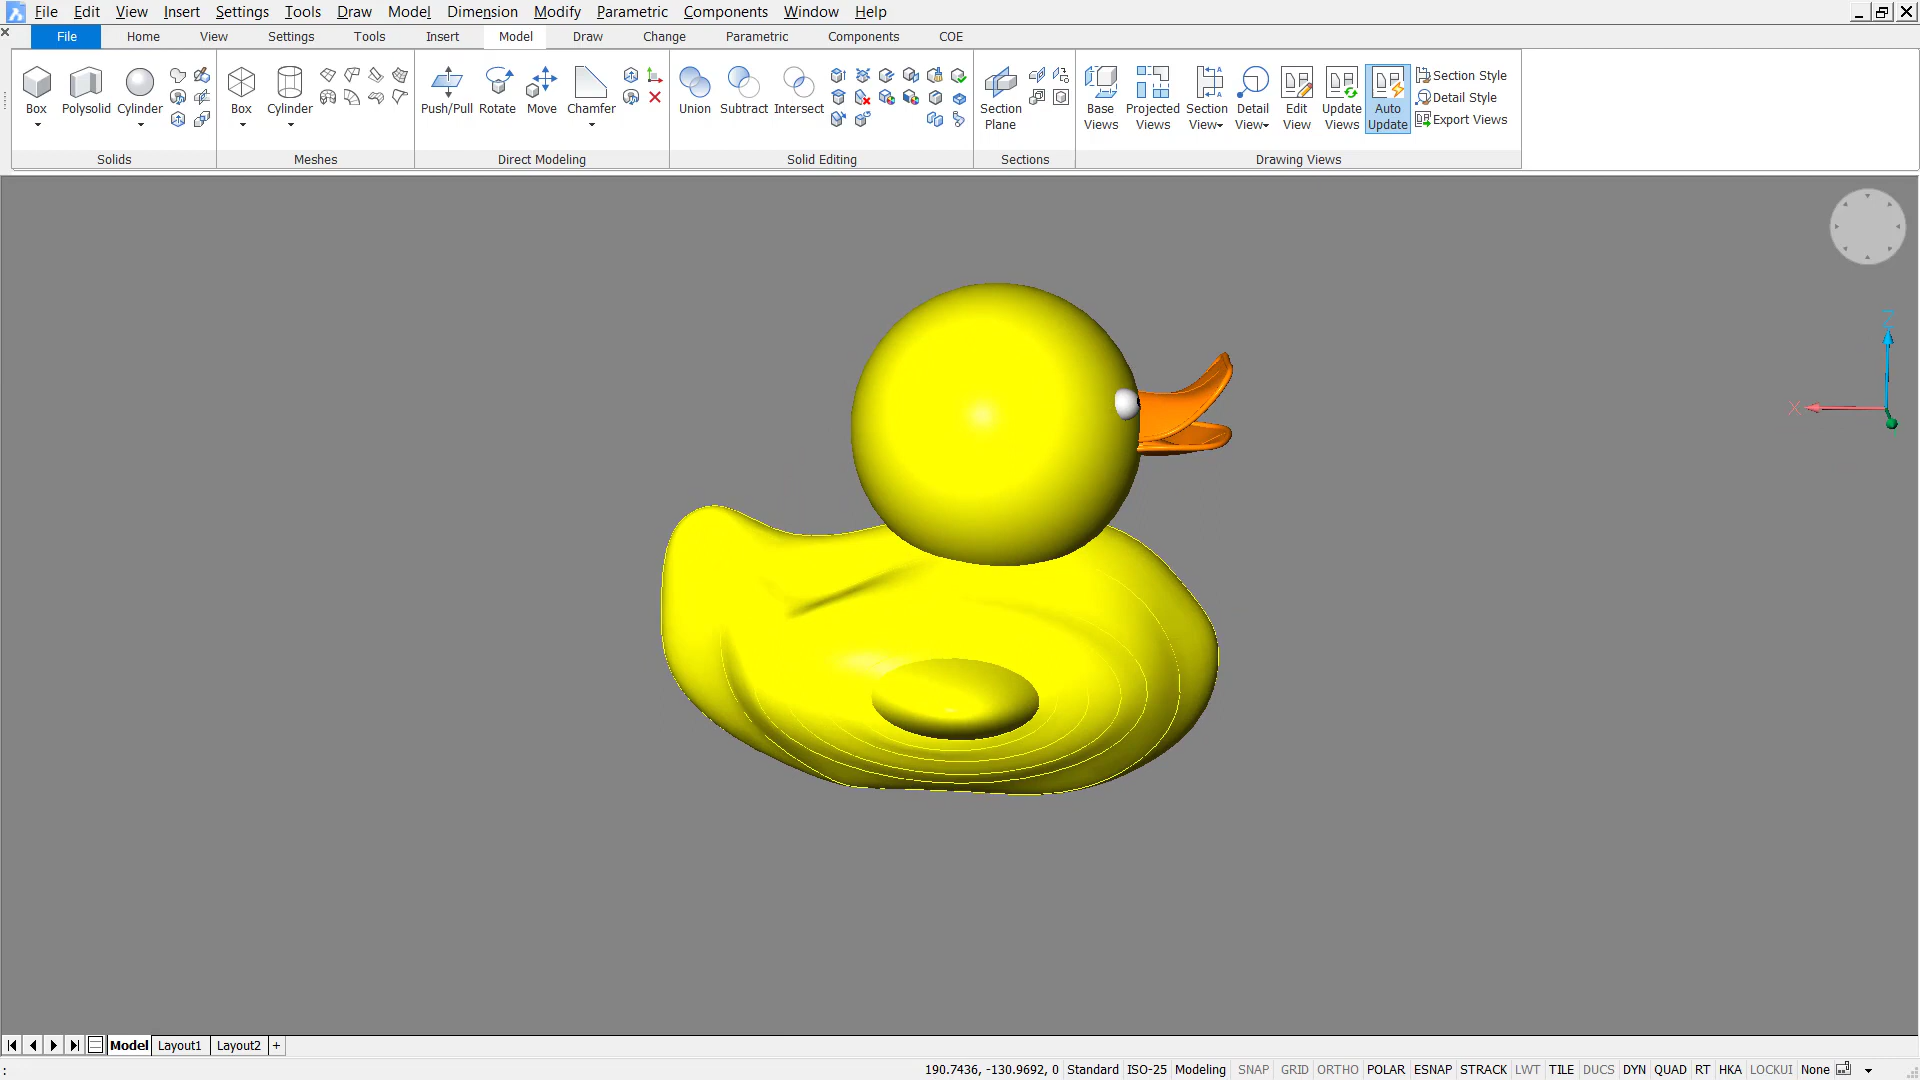 File Edit View Insert Settings Tools Draw Model Dimension Modify Parametric Components Window Help
File Home View Settings Tools Insert Model Draw Change Parametric Components COE
Box Polysolid Cylinder Box Cylinder Push/Pull Rotate Move Chamfer Union Subtract Intersect Section Plane Base Views Projected Views Section View Detail View Edit View Update Views Auto Update
Section Style
Detail Style
Export Views
Solids Meshes Direct Modeling Solid Editing Sections Drawing Views
Z
X
Model Layout1 Layout2 +
: 190.7436, -130.9692, 0 Standard ISO-25 Modeling SNAP GRID ORTHO POLAR ESNAP STRACK LWT TILE DUCS DYN QUAD RT HKA LOCKUI None